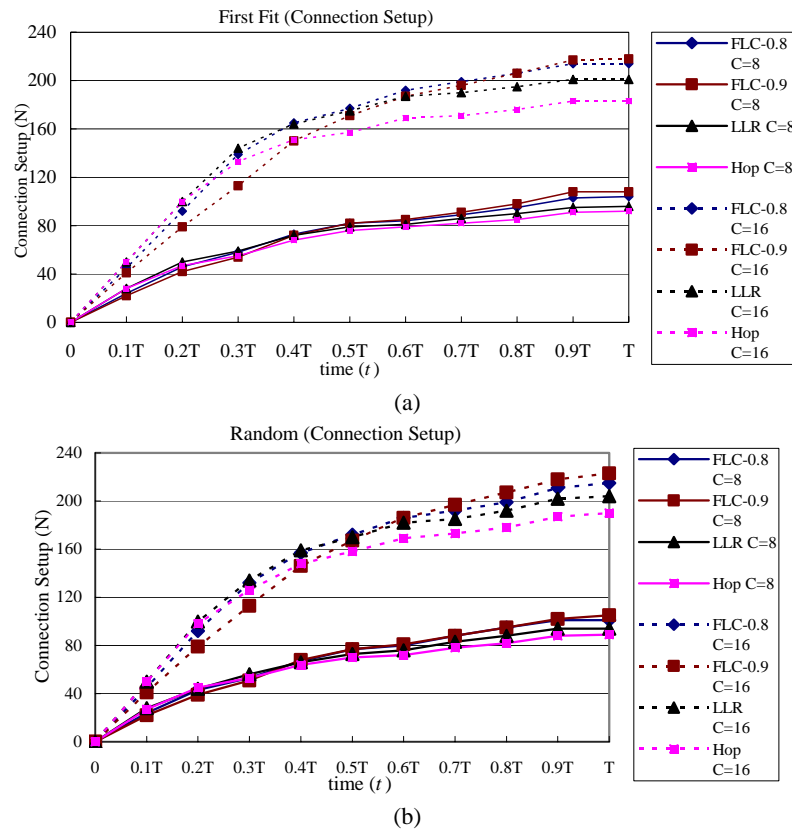 First Fit (Connection Setup)
240
200
160
120
80
40
0
Connection Setup (N)
0 0.1T 0.2T 0.3T 0.4T 0.5T 0.6T 0.7T 0.8T 0.9T T
time (t)
FLC-0.8
C=8
FLC-0.9
C=8
LLR C=8
Hop C=8
FLC-0.8
C=16
FLC-0.9
C=16
LLR
C=16
Hop
C=16
(a)
Random (Connection Setup)
240
200
160
120
80
40
0
Connection Setup (N)
0 0.1T 0.2T 0.3T 0.4T 0.5T 0.6T 0.7T 0.8T 0.9T T
time (t)
FLC-0.8
C=8
FLC-0.9
C=8
LLR C=8
Hop C=8
FLC-0.8
C=16
FLC-0.9
C=16
LLR
C=16
Hop
C=16
(b)